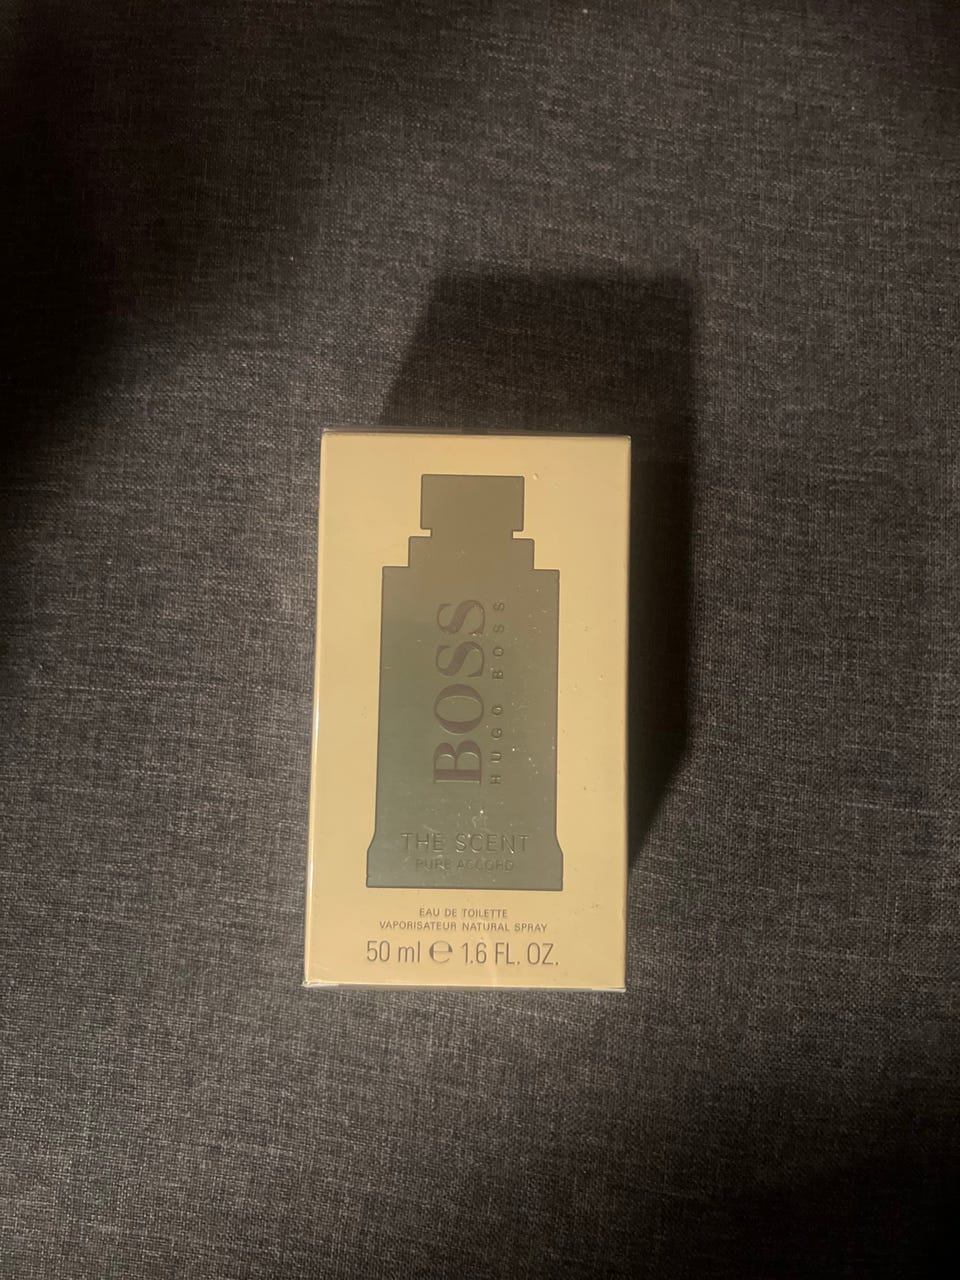 BOSS
HUGO BOSS
THE SCENT
PURE ACCORD
EAU DE TOILETTE
VAPORISATEUR NATURAL SPRAY
50 ml ℮ 1.6 FL. OZ.